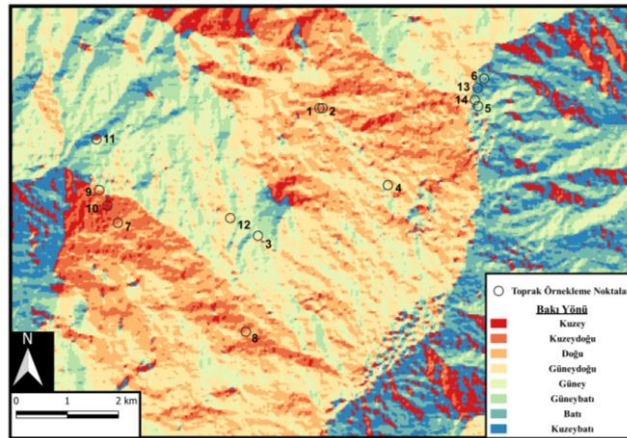 6
13
14
5
1
2
11
4
9
10
7
12
3
8
N
0 1 2 km
Toprak Örnekleme Noktala
Bakı Yönü
Kuzey
Kuzeydoğu
Doğu
Güneydoğu
Güney
Güneybatı
Batı
Kuzeybatı